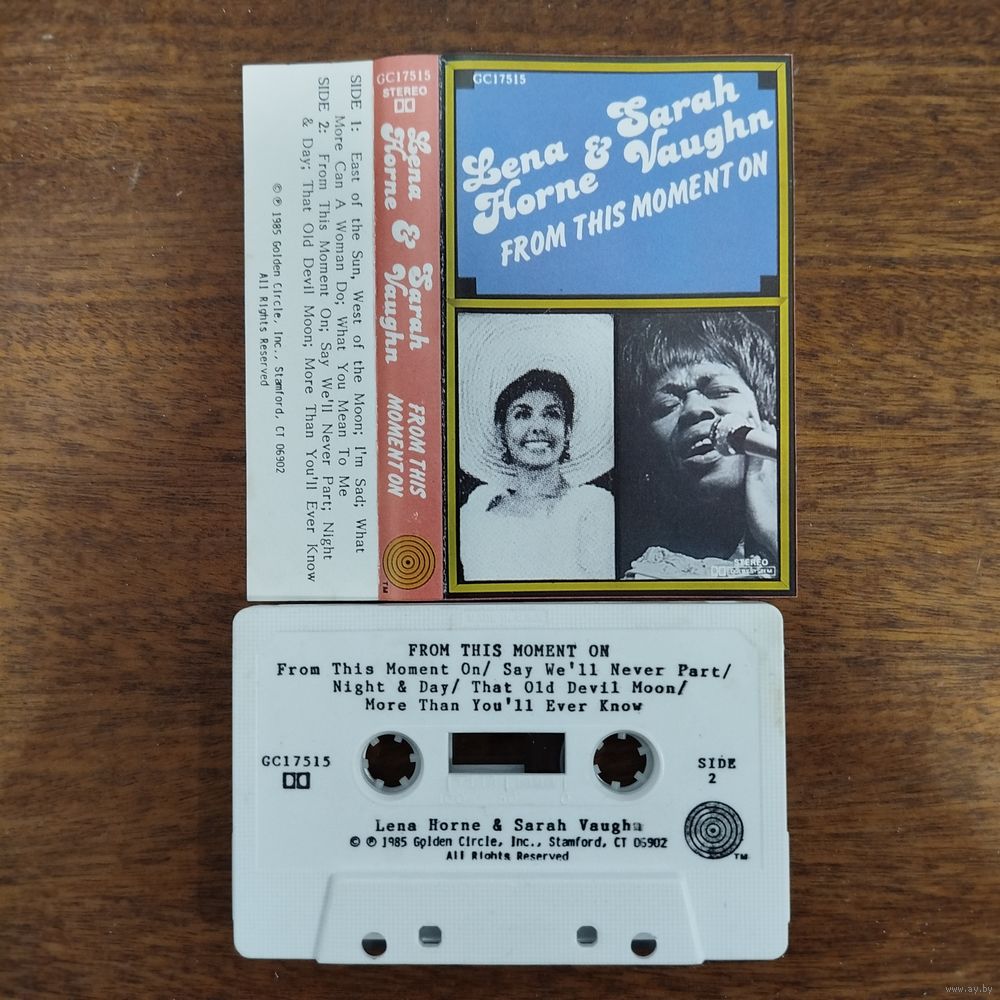 SIDE 1: East of the Sun, West of the Moon; I'm Sad; What
More Can A Woman Do; What You Mean To Me
SIDE 2: From This Moment On; Say We'll Never Part; Night
& Day; That Old Devil Moon; More Than You'll Ever Know
© ℗ 1985 Golden Circle, Inc., Stamford, CT 06902
All Rights Reserved
GC17515
STEREO
Lena Horne & Sarah Vaughn
FROM THIS MOMENT ON
TM
GC17515
Lena Horne & Sarah Vaughn
FROM THIS MOMENT ON
STEREO
FROM THIS MOMENT ON
From This Moment On/ Say We'll Never Part/
Night & Day/ That Old Devil Moon/
More Than You'll Ever Know
GC17515
SIDE
2
Lena Horne & Sarah Vaughn
© ℗ 1985 Golden Circle, Inc., Stamford, CT 06902
All Rights Reserved
TM
www.ay.by